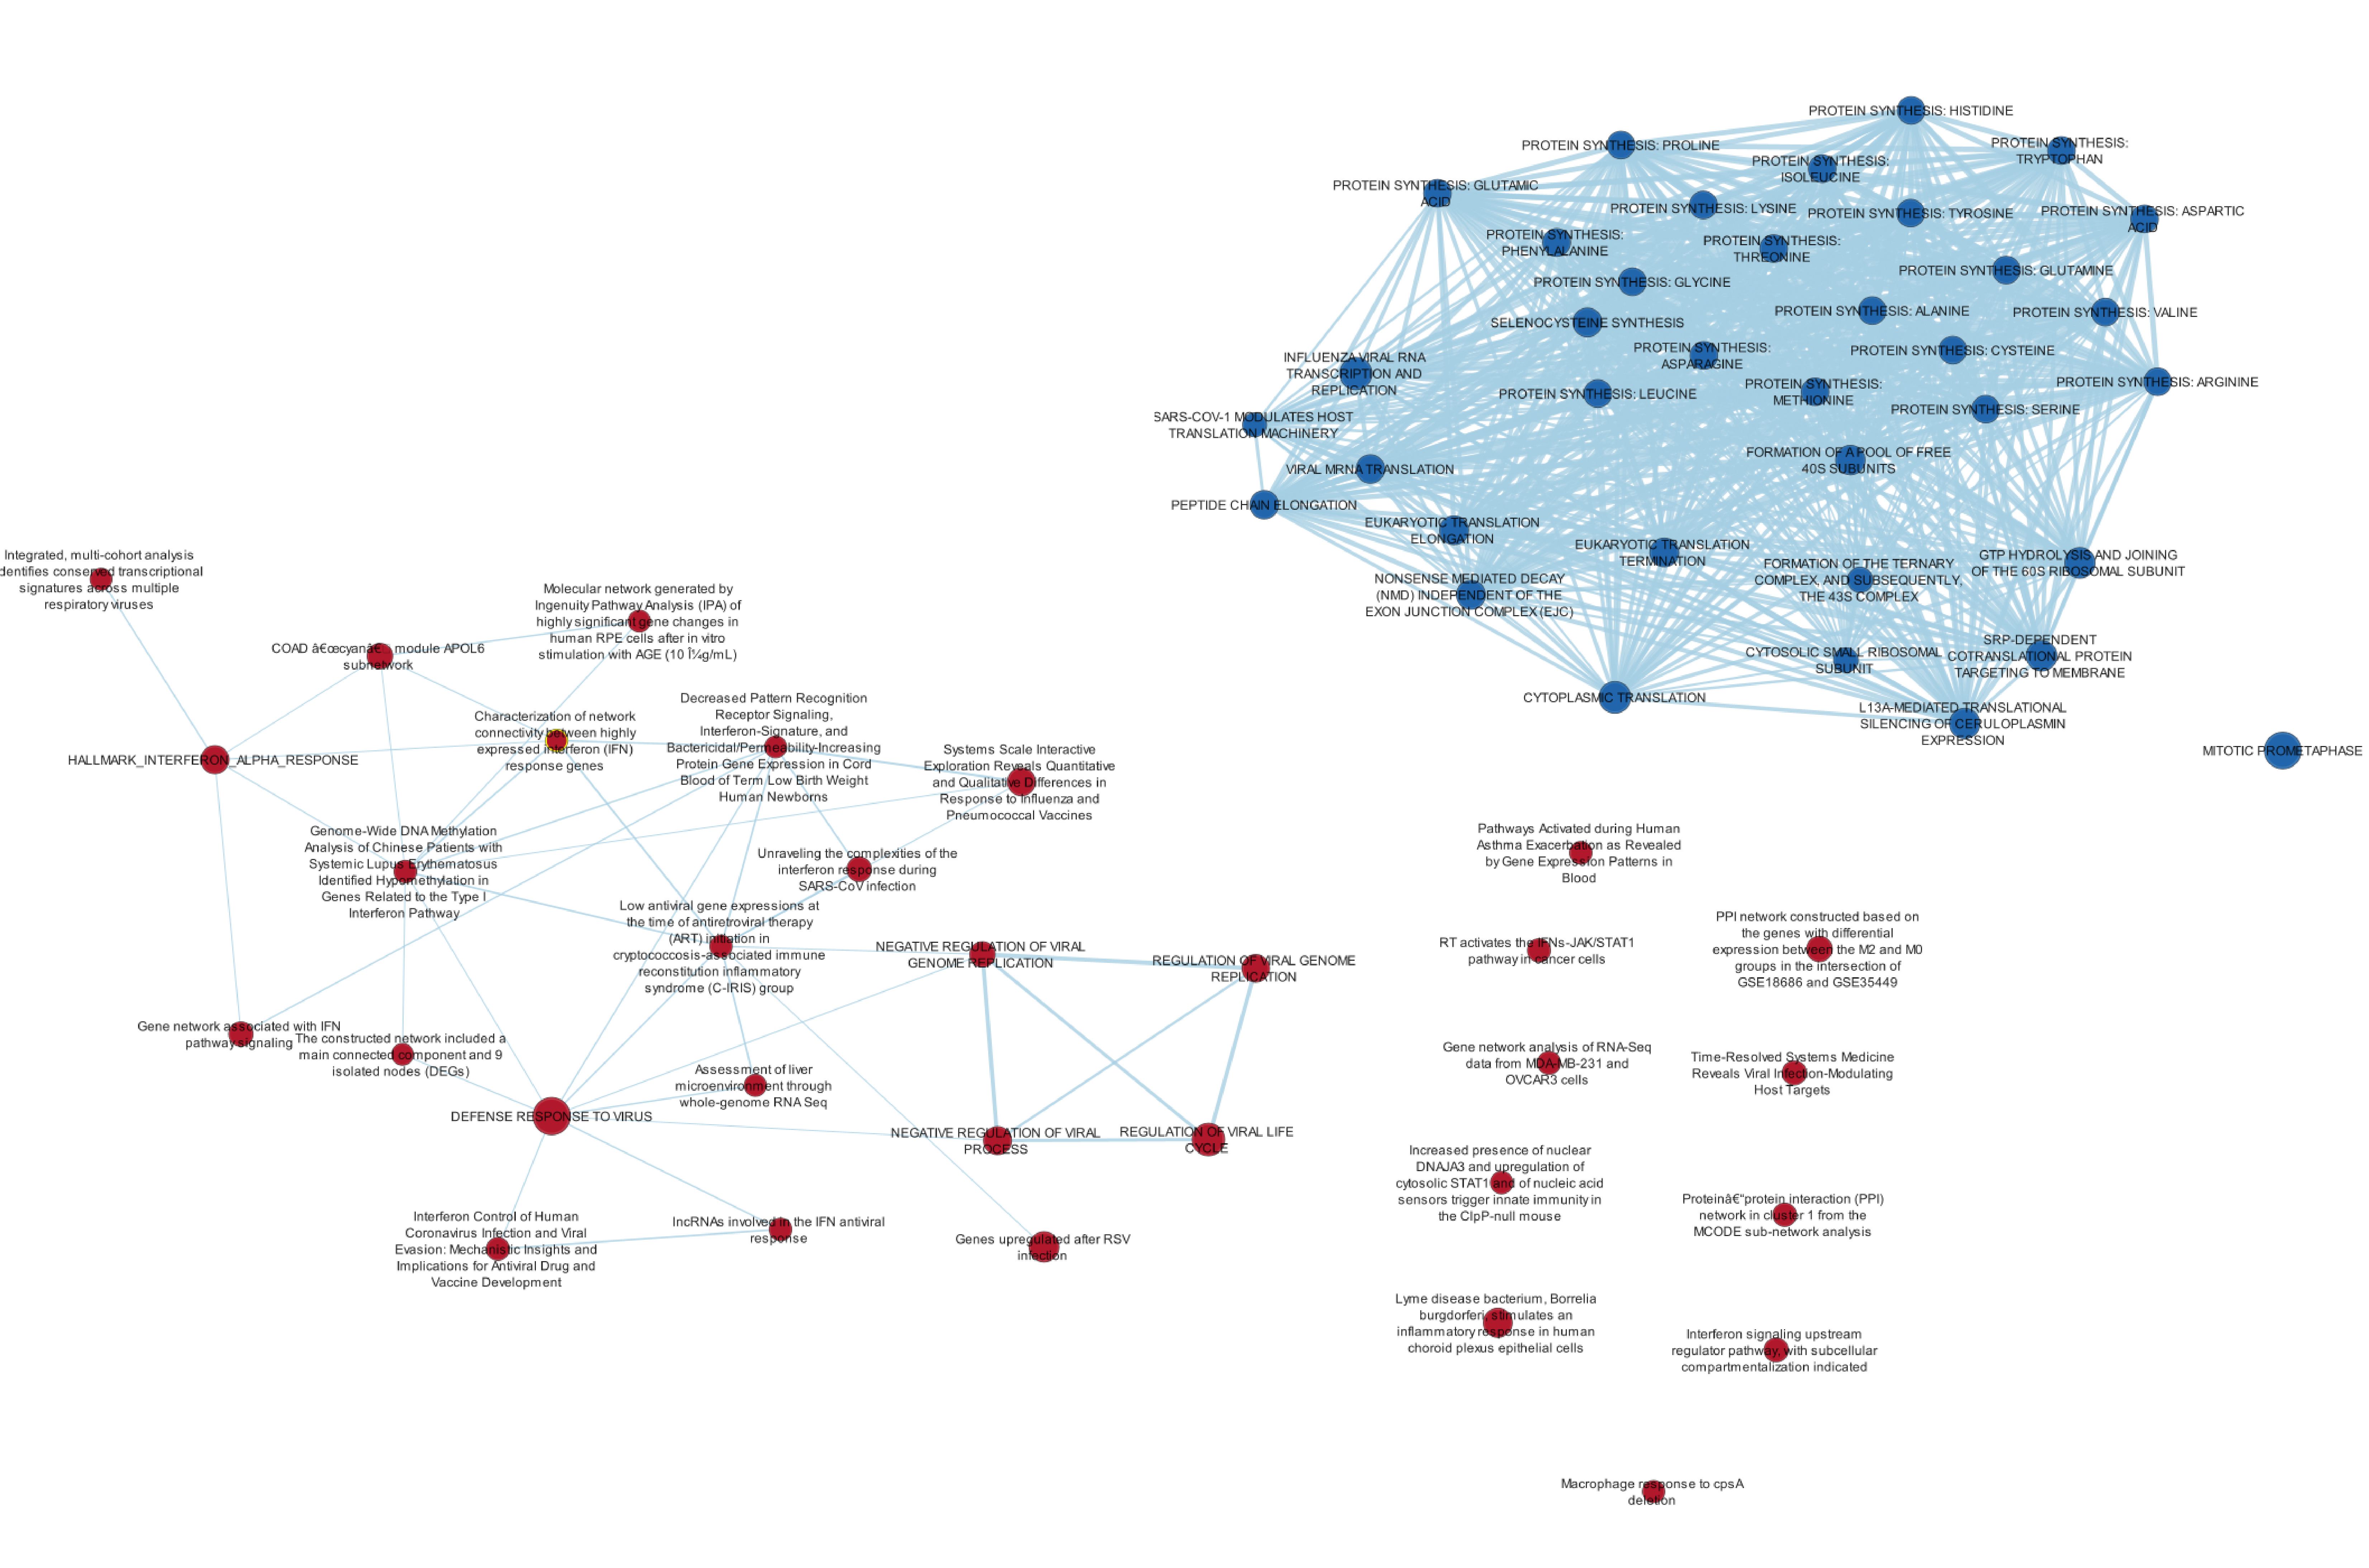 PROTEIN SYNTHESIS: HISTIDINE
PROTEIN SYNTHESIS: PROLINE
PROTEIN SYNTHESIS:
TRYPTOPHAN
PROTEIN SYNTHESIS:
ISOLEUCINE
PROTEIN SYNTHESIS: GLUTAMIC
ACID
PROTEIN SYNTHESIS: LYSINE
PROTEIN SYNTHESIS: TYROSINE
PROTEIN SYNTHESIS: ASPARTIC
ACID
PROTEIN SYNTHESIS:
PHENYLALANINE
PROTEIN SYNTHESIS:
THREONINE
PROTEIN SYNTHESIS: GLUTAMINE
PROTEIN SYNTHESIS: GLYCINE
PROTEIN SYNTHESIS: ALANINE
PROTEIN SYNTHESIS: VALINE
SELENOCYSTEINE SYNTHESIS
PROTEIN SYNTHESIS:
ASPARAGINE
PROTEIN SYNTHESIS: CYSTEINE
INFLUENZA VIRAL RNA
TRANSCRIPTION AND
REPLICATION
PROTEIN SYNTHESIS: ARGININE
PROTEIN SYNTHESIS: LEUCINE
PROTEIN SYNTHESIS:
METHIONINE
PROTEIN SYNTHESIS: SERINE
SARS-COV-1 MODULATES HOST
TRANSLATION MACHINERY
FORMATION OF A POOL OF FREE
40S SUBUNITS
VIRAL MRNA TRANSLATION
PEPTIDE CHAIN ELONGATION
EUKARYOTIC TRANSLATION
ELONGATION
EUKARYOTIC TRANSLATION
TERMINATION
GTP HYDROLYSIS AND JOINING
OF THE 60S RIBOSOMAL SUBUNIT
FORMATION OF THE TERNARY
COMPLEX, AND SUBSEQUENTLY,
THE 43S COMPLEX
NONSENSE MEDIATED DECAY
(NMD) INDEPENDENT OF THE
EXON JUNCTION COMPLEX (EJC)
SRP-DEPENDENT
COTRANSLATIONAL PROTEIN
TARGETING TO MEMBRANE
CYTOSOLIC SMALL RIBOSOMAL
SUBUNIT
CYTOPLASMIC TRANSLATION
L13A-MEDIATED TRANSLATIONAL
SILENCING OF CERULOPLASMIN
EXPRESSION
MITOTIC PROMETAPHASE
Integrated, multi-cohort analysis
dentifies conserved transcriptional
signatures across multiple
respiratory viruses
Molecular network generated by
Ingenuity Pathway Analysis (IPA) of
highly significant gene changes in
human RPE cells after in vitro
stimulation with AGE (10 Î¼g/mL)
COAD â€œcyanâ€ module APOL6
subnetwork
Characterization of network
connectivity between highly
expressed interferon (IFN)
response genes
Decreased Pattern Recognition
Receptor Signaling,
Interferon-Signature, and
Bactericidal/Permeability-Increasing
Protein Gene Expression in Cord
Blood of Term Low Birth Weight
Human Newborns
Systems Scale Interactive
Exploration Reveals Quantitative
and Qualitative Differences in
Response to Influenza and
Pneumococcal Vaccines
HALLMARK_INTERFERON_ALPHA_RESPONSE
Genome-Wide DNA Methylation
Analysis of Chinese Patients with
Systemic Lupus Erythematosus
Identified Hypomethylation in
Genes Related to the Type I
Interferon Pathway
Unraveling the complexities of the
interferon response during
SARS-CoV infection
Low antiviral gene expressions at
the time of antiretroviral therapy
(ART) initiation in
cryptococcosis-associated immune
reconstitution inflammatory
syndrome (C-IRIS) group
NEGATIVE REGULATION OF VIRAL
GENOME REPLICATION
REGULATION OF VIRAL GENOME
REPLICATION
Gene network associated with IFN
pathway signaling
The constructed network included a
main connected component and 9
isolated nodes (DEGs)
Assessment of liver
microenvironment through
whole-genome RNA Seq
DEFENSE RESPONSE TO VIRUS
NEGATIVE REGULATION OF VIRAL
PROCESS
REGULATION OF VIRAL LIFE
CYCLE
Interferon Control of Human
Coronavirus Infection and Viral
Evasion: Mechanistic Insights and
Implications for Antiviral Drug and
Vaccine Development
lncRNAs involved in the IFN antiviral
response
Genes upregulated after RSV
infection
Pathways Activated during Human
Asthma Exacerbation as Revealed
by Gene Expression Patterns in
Blood
RT activates the IFNs-JAK/STAT1
pathway in cancer cells
PPI network constructed based on
the genes with differential
expression between the M2 and M0
groups in the intersection of
GSE18686 and GSE35449
Gene network analysis of RNA-Seq
data from MDA-MB-231 and
OVCAR3 cells
Time-Resolved Systems Medicine
Reveals Viral Infection-Modulating
Host Targets
Increased presence of nuclear
DNAJA3 and upregulation of
cytosolic STAT1 and of nucleic acid
sensors trigger innate immunity in
the ClpP-null mouse
Proteinâ€“protein interaction (PPI)
network in cluster 1 from the
MCODE sub-network analysis
Lyme disease bacterium, Borrelia
burgdorferi, stimulates an
inflammatory response in human
choroid plexus epithelial cells
Interferon signaling upstream
regulator pathway, with subcellular
compartmentalization indicated
Macrophage response to cpsA
deletion